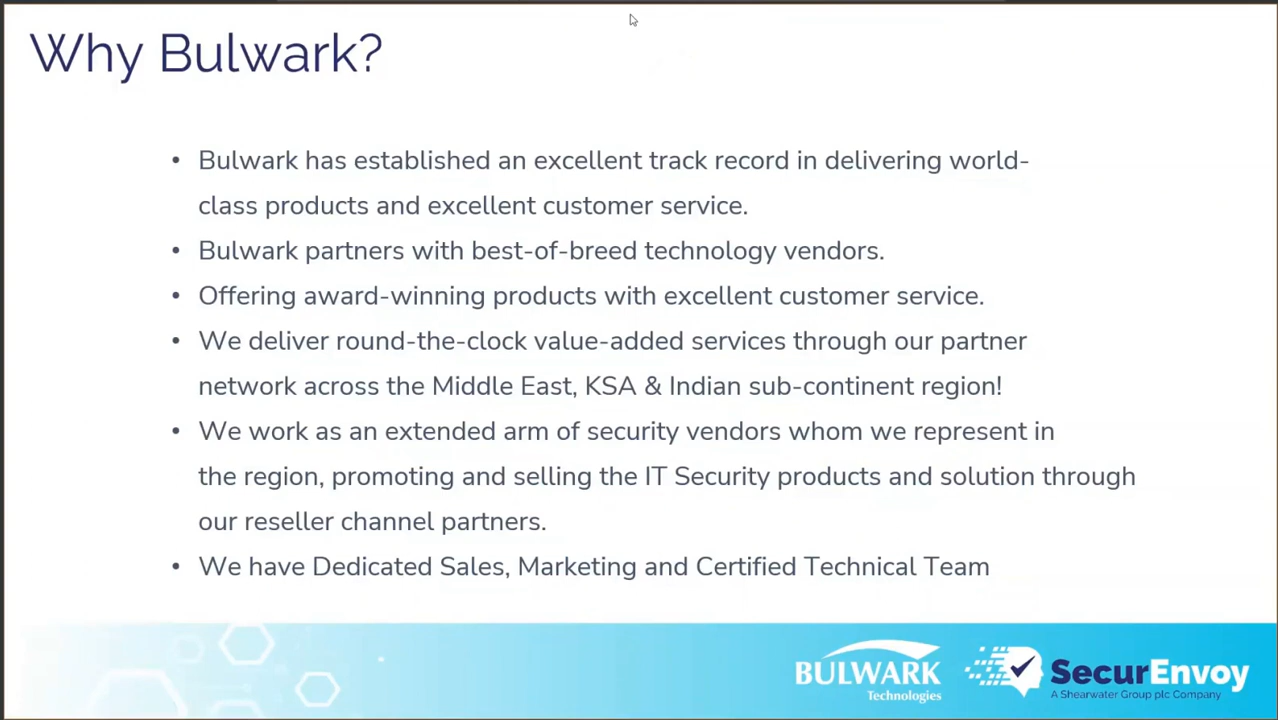 Why Bulwark?
• Bulwark has established an excellent track record in delivering world-
class products and excellent customer service.
• Bulwark partners with best-of-breed technology vendors.
• Offering award-winning products with excellent customer service.
• We deliver round-the-clock value-added services through our partner
network across the Middle East, KSA & Indian sub-continent region!
• We work as an extended arm of security vendors whom we represent in
the region, promoting and selling the IT Security products and solution through
our reseller channel partners.
• We have Dedicated Sales, Marketing and Certified Technical Team
BULWARK
Technologies
SecurEnvoy
A Shearwater Group plc Company